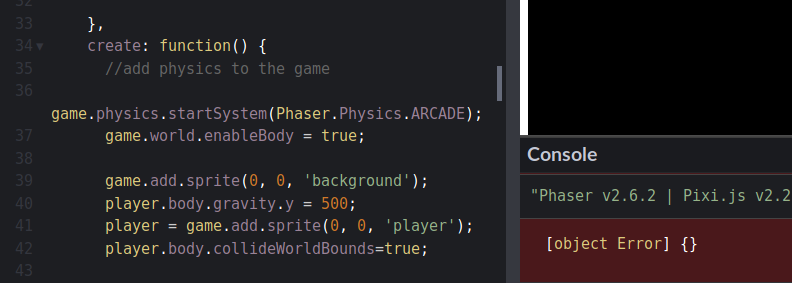 32
33 },
34 create: function() {
35 //add physics to the game
36
game.physics.startSystem(Phaser.Physics.ARCADE);
37 game.world.enableBody = true;
38
39 game.add.sprite(0, 0, 'background');
40 player.body.gravity.y = 500;
41 player = game.add.sprite(0, 0, 'player');
42 player.body.collideWorldBounds=true;
43
Console
"Phaser v2.6.2 | Pixi.js v2.2
[object Error] {}